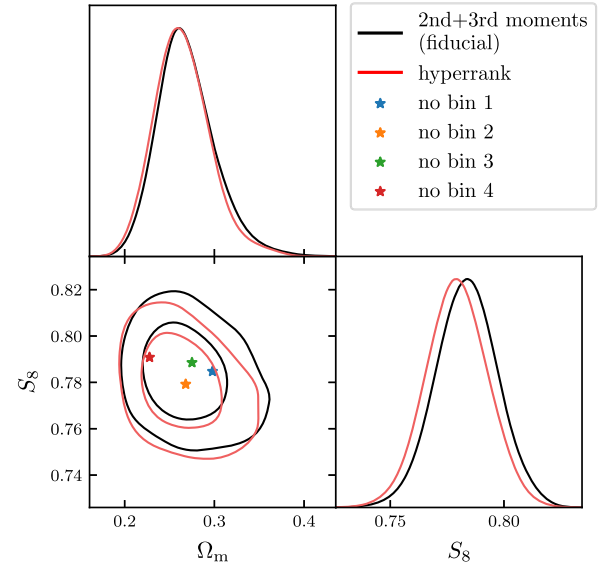 2nd+3rd moments
(fiducial)
hyperrank
no bin 1
no bin 2
no bin 3
no bin 4
0.82
0.80
0.78
0.76
0.74
S₈
0.2
0.3
0.4
Ωₘ
0.75
0.80
S₈